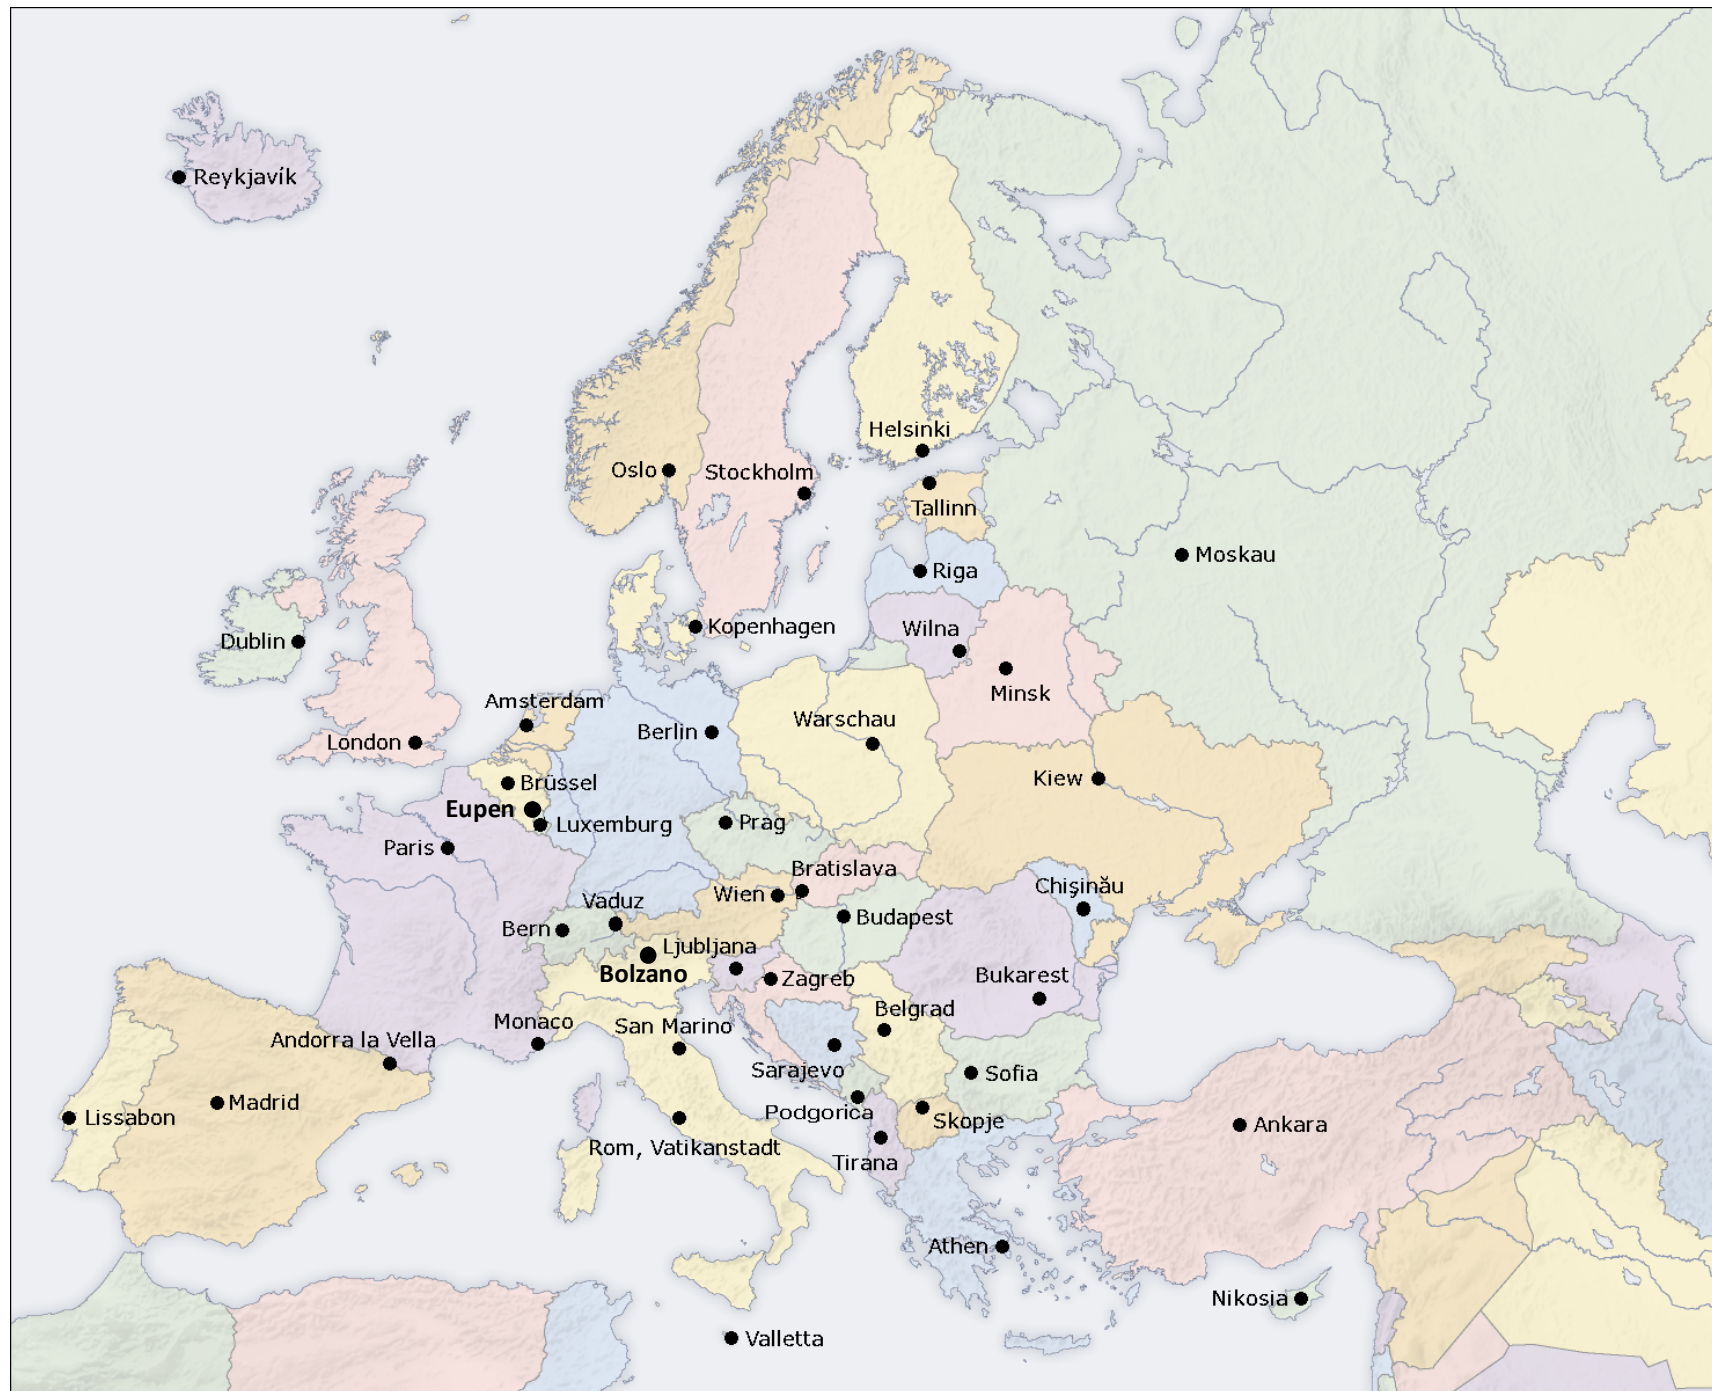 Reykjavík
Helsinki
Oslo
Stockholm
Tallinn
Moskau
Riga
Kopenhagen
Wilna
Dublin
Minsk
Amsterdam
Warschau
Berlin
London
Kiew
Brüssel
Eupen
Luxemburg
Prag
Paris
Bratislava
Chişinău
Wien
Vaduz
Budapest
Bern
Ljubljana
Bolzano
Zagreb
Bukarest
Belgrad
Monaco
San Marino
Andorra la Vella
Sarajevo
Sofia
Madrid
Lissabon
Podgorica
Skopje
Ankara
Rom, Vatikanstadt
Tirana
Athen
Nikosia
Valletta